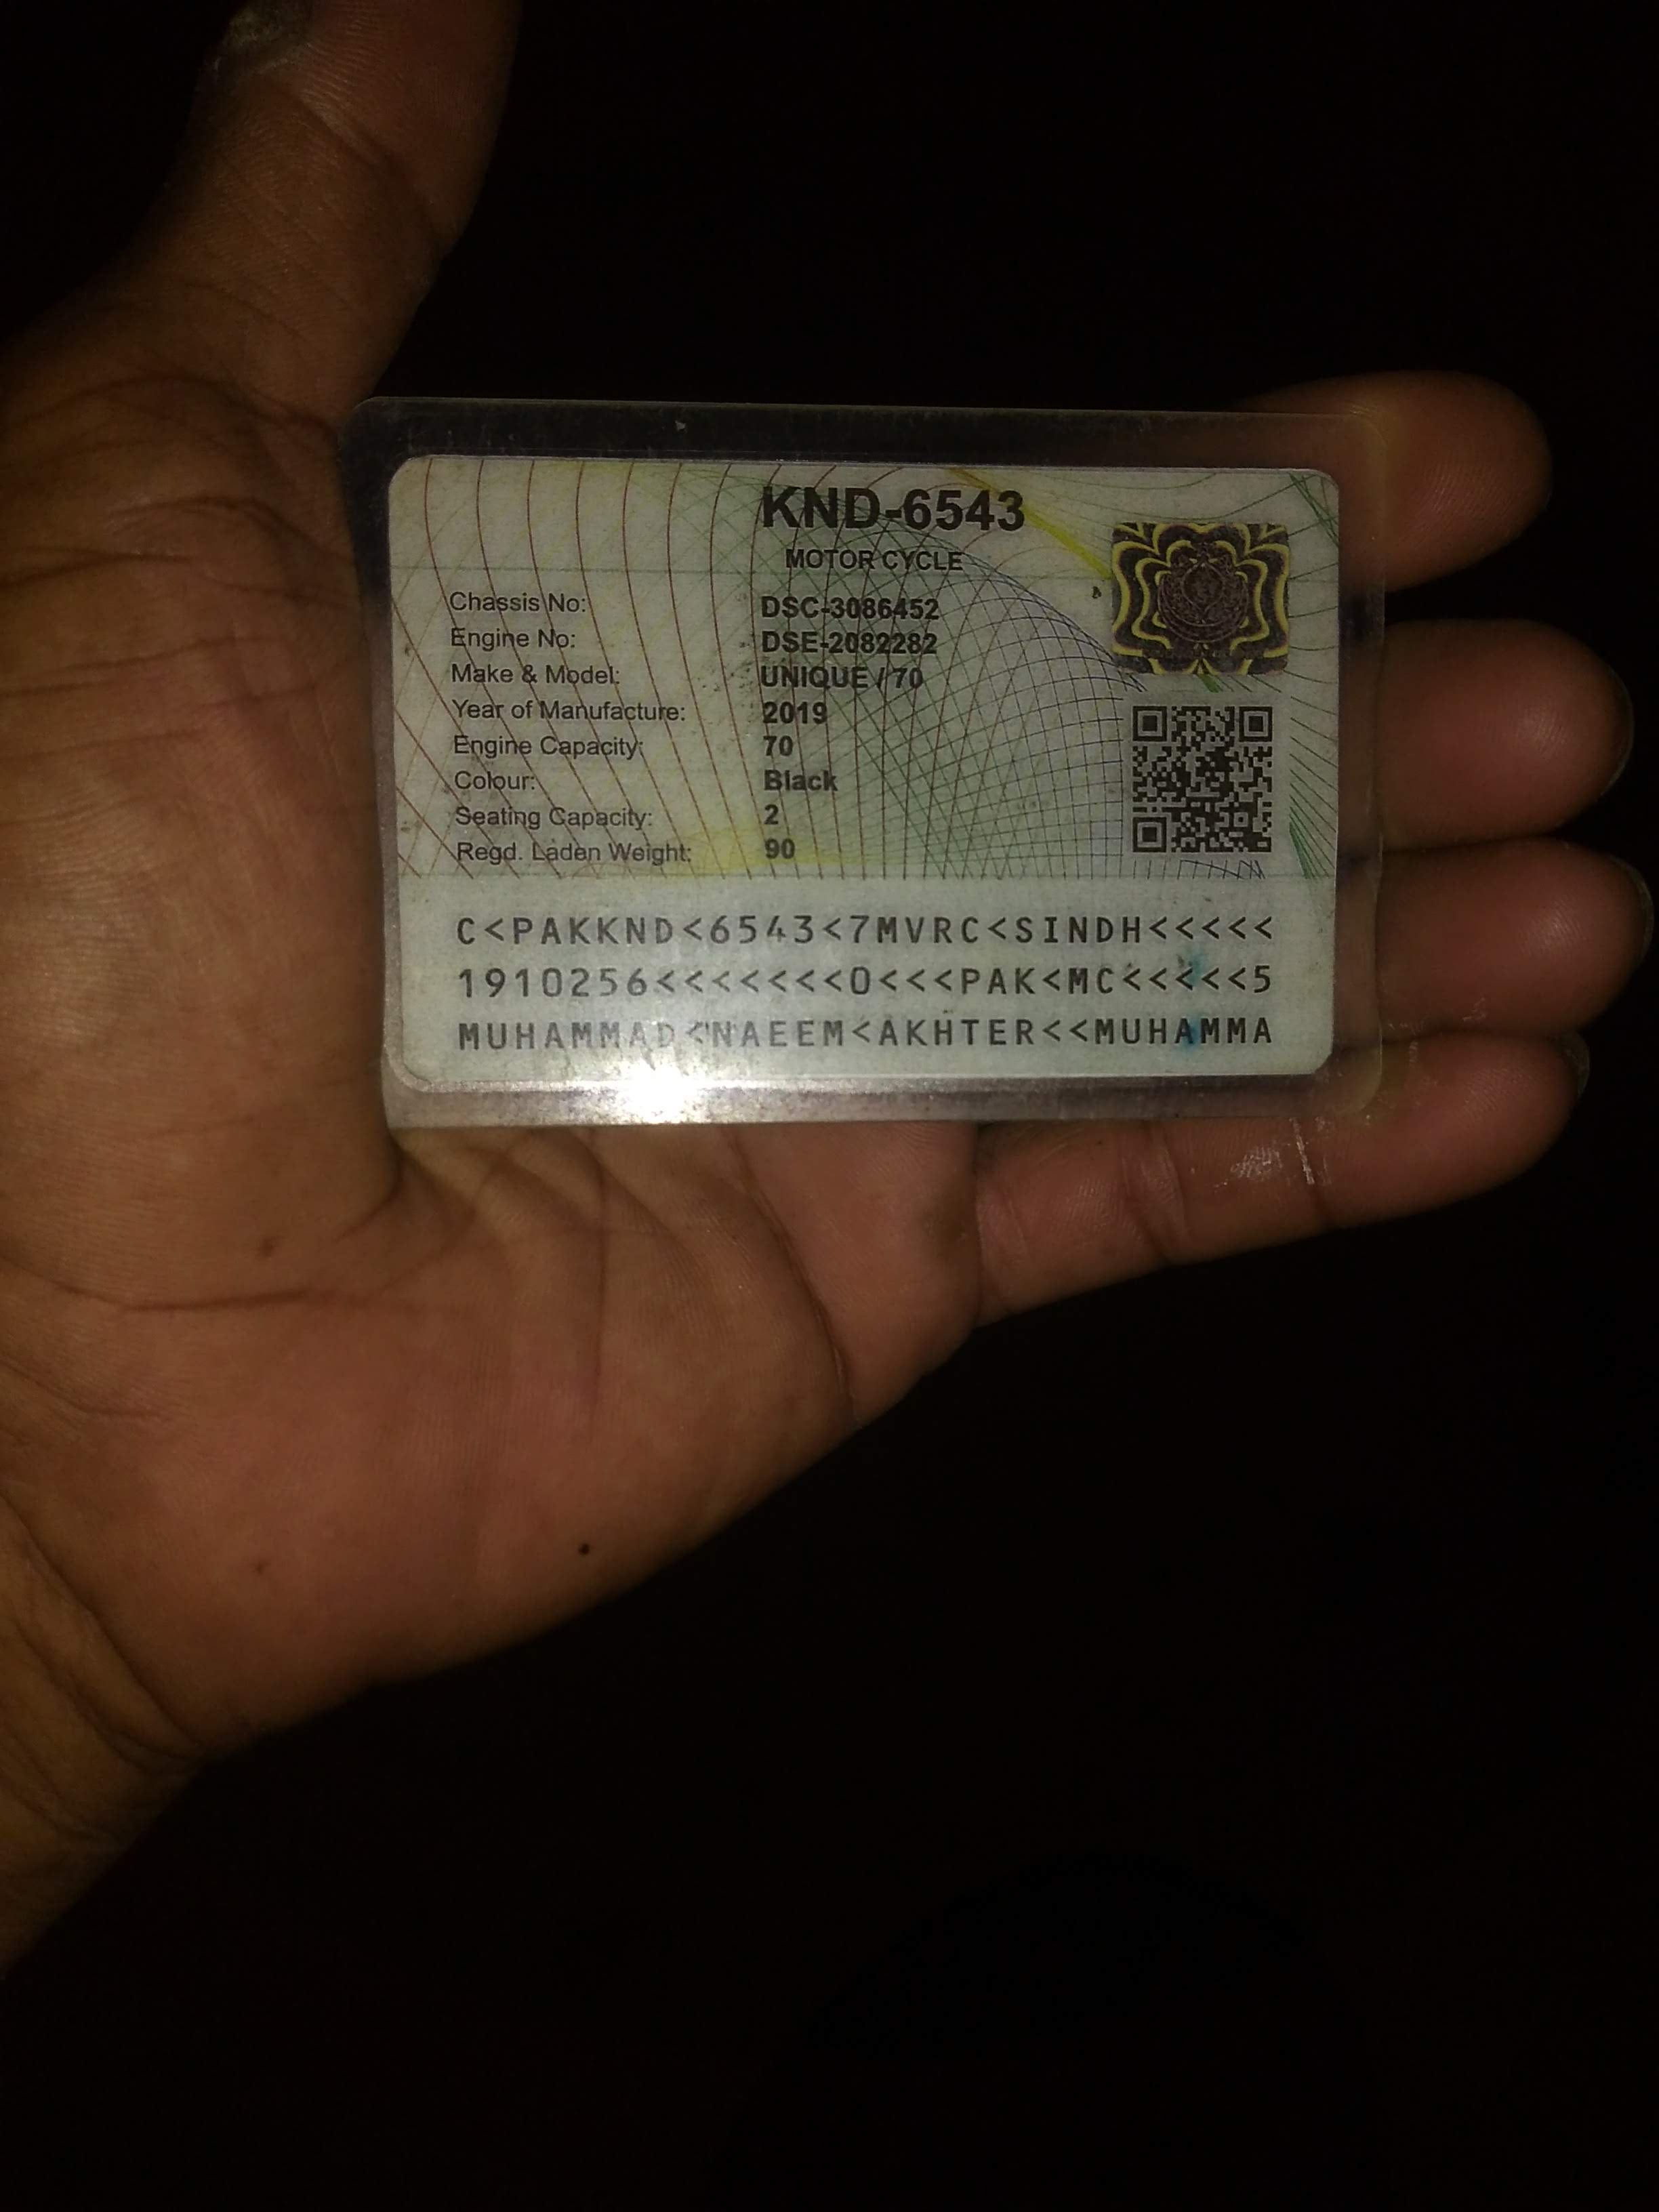 KND-6543
MOTOR CYCLE
Chassis No: DSC-3086452
Engine No: DSE-2082282
Make & Model: UNIQUE / 70
Year of Manufacture: 2019
Engine Capacity: 70
Colour: Black
Seating Capacity: 2
Regd. Laden Weight: 90
C<PAKKND<6543<7MVRC<SINDH<<<<<
1910256<<<<<<<0<<<PAK<MC<<<<<5
MUHAMMAD<NAEEM<AKHTER<<MUHAMMA